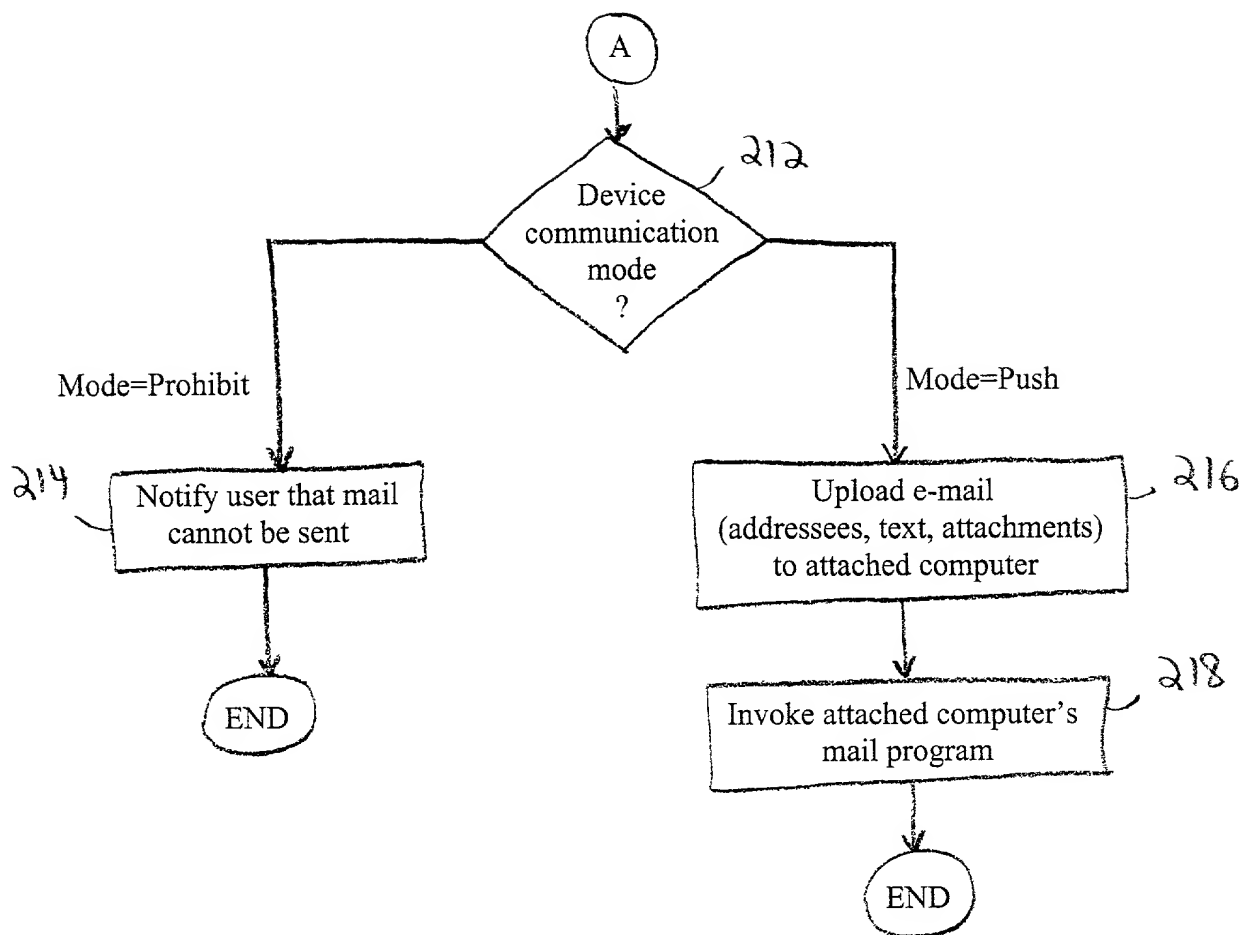 A
212
Device
communication
mode
?
Mode=Prohibit
Mode=Push
214
Notify user that mail
cannot be sent
216
Upload e-mail
(addressees, text, attachments)
to attached computer
END
218
Invoke attached computer's
mail program
END